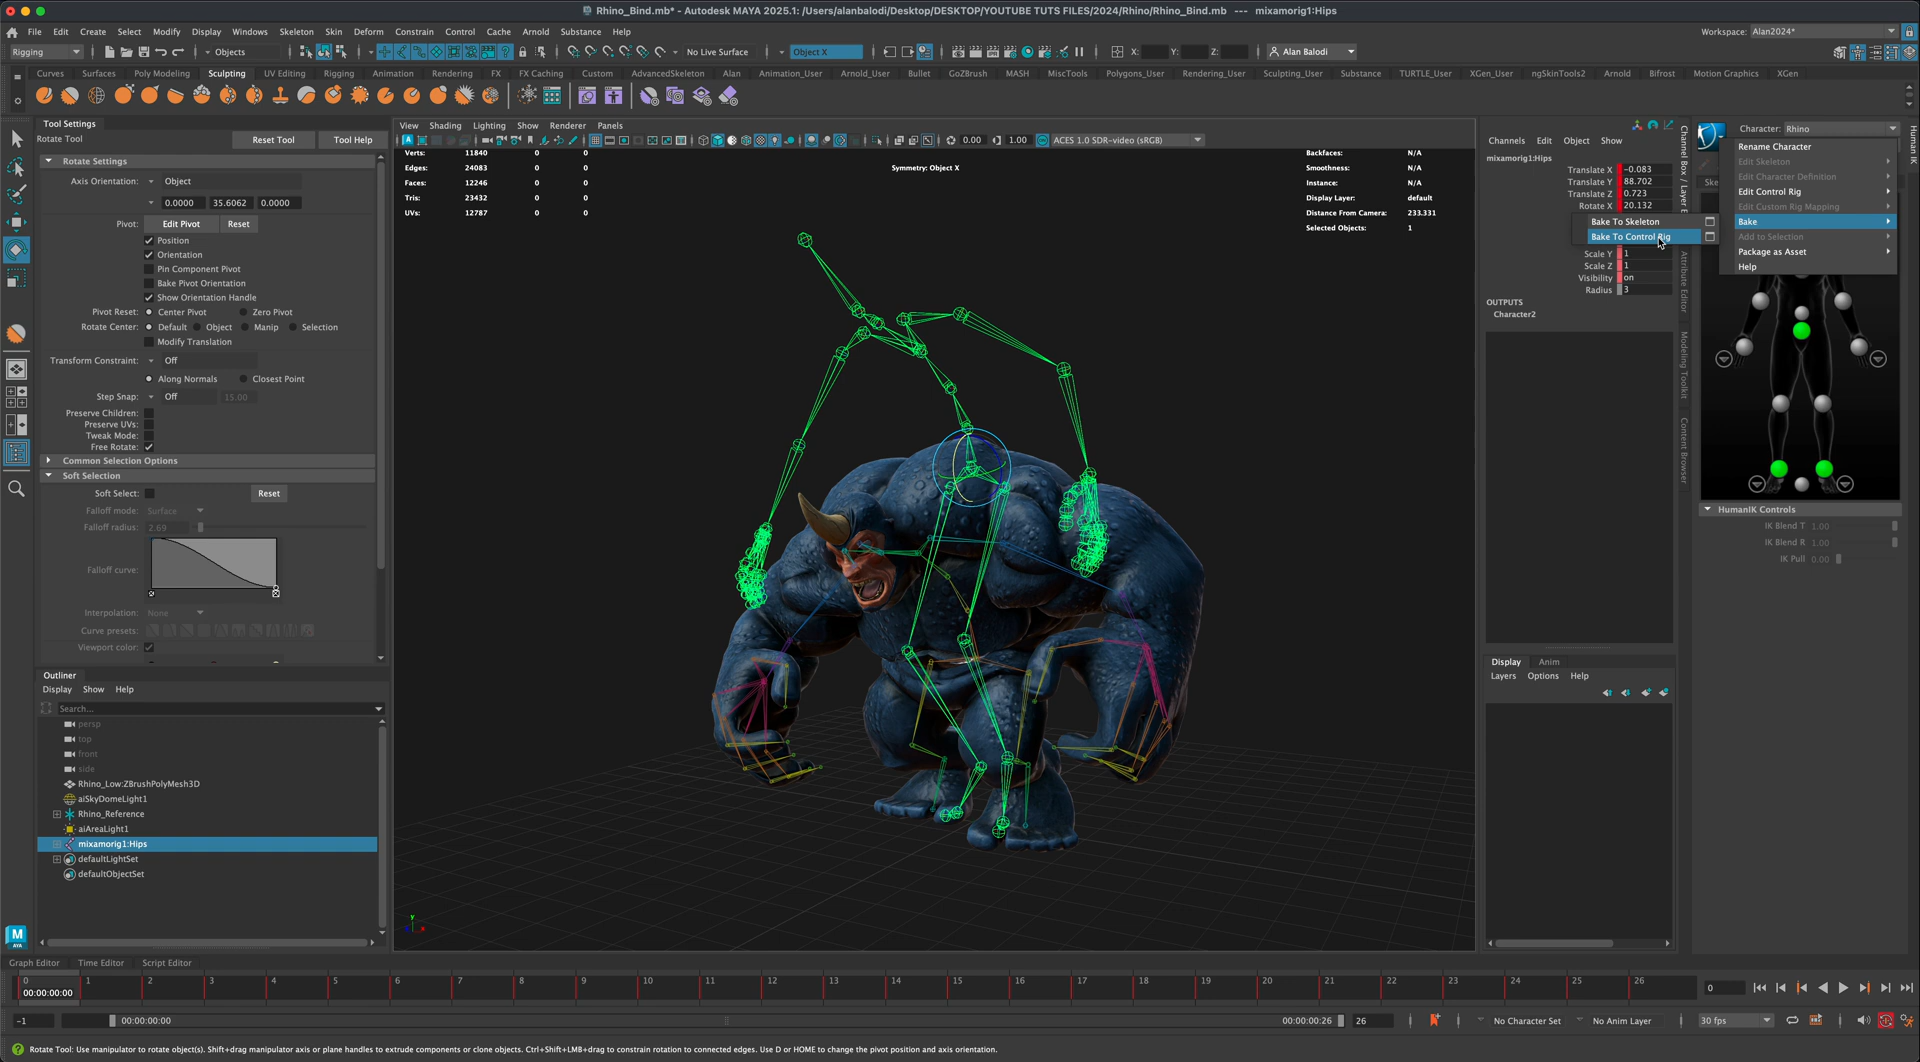 Rhino_Bind.mb* - Autodesk MAYA 2025.1: /Users/alanbalodi/Desktop/DESKTOP/YOUTUBE TUTS FILES/2024/Rhino/Rhino_Bind.mb --- mixamorig1:Hips
File Edit Create Select Modify Display Windows Skeleton Skin Deform Constrain Control Cache Arnold Substance Help
Workspace: Alan2024*
Rigging Objects No Live Surface Object X X: Y: Z: Alan Balodi
Curves Surfaces Poly Modeling Sculpting UV Editing Rigging Animation Rendering FX FX Caching Custom AdvancedSkeleton Alan Animation_User Arnold_User Bullet GoZBrush MASH MiscTools Polygons_User Rendering_User Sculpting_User Substance TURTLE_User XGen_User ngSkinTools2 Arnold Bifrost Motion Graphics XGen
Tool Settings
Rotate Tool Reset Tool Tool Help
Rotate Settings
Axis Orientation: Object
0.0000 35.6062 0.0000
Pivot: Edit Pivot Reset
Position
Orientation
Pin Component Pivot
Bake Pivot Orientation
Show Orientation Handle
Pivot Reset: Center Pivot Zero Pivot
Rotate Center: Default Object Manip Selection
Modify Translation
Transform Constraint: Off
Along Normals Closest Point
Step Snap: Off 15.00
Preserve Children:
Preserve UVs:
Tweak Mode:
Free Rotate:
Common Selection Options
Soft Selection
Soft Select: Reset
Falloff mode: Surface
Falloff radius: 2.69
Falloff curve:
Interpolation: None
Curve presets:
Viewport color:
Outliner
Display Show Help
Search...
persp
top
front
side
Rhino_Low:ZBrushPolyMesh3D
aiSkyDomeLight1
Rhino_Reference
aiAreaLight1
mixamorig1:Hips
defaultLightSet
defaultObjectSet
M
AYA
View Shading Lighting Show Renderer Panels
0.00 1.00 ACES 1.0 SDR-video (sRGB)
Verts: 11840 0 0
Edges: 24083 0 0
Faces: 12246 0 0
Tris: 23432 0 0
UVs: 12787 0 0
Symmetry: Object X
Backfaces: N/A
Smoothness: N/A
Instance: N/A
Display Layer: default
Distance From Camera: 233.331
Selected Objects: 1
y
x
Channels Edit Object Show
mixamorig1:Hips
Translate X -0.083
Translate Y 88.702
Translate Z 0.723
Rotate X 20.132
Bake To Skeleton
Bake To Control Rig
Scale Y 1
Scale Z 1
Visibility on
Radius 3
OUTPUTS
Character2
Channel Box / Layer E
Attribute Editor
Modeling Toolkit
Content Browser
Human IK
Character: Rhino
Rename Character
Edit Skeleton
Edit Character Definition
Edit Control Rig
Edit Custom Rig Mapping
Bake
Add to Selection
Package as Asset
Help
Ske
HumanIK Controls
IK Blend T 1.00
IK Blend R 1.00
IK Pull 0.00
Display Anim
Layers Options Help
Graph Editor Time Editor Script Editor
0 1 2 3 4 5 6 7 8 9 10 11 12 13 14 15 16 17 18 19 20 21 22 23 24 25 26
00:00:00:00
0
-1 00:00:00:00 00:00:00:26 26 No Character Set No Anim Layer 30 fps
Rotate Tool: Use manipulator to rotate object(s). Shift+drag manipulator axis or plane handles to extrude components or clone objects. Ctrl+Shift+LMB+drag to constrain rotation to connected edges. Use D or HOME to change the pivot position and axis orientation.